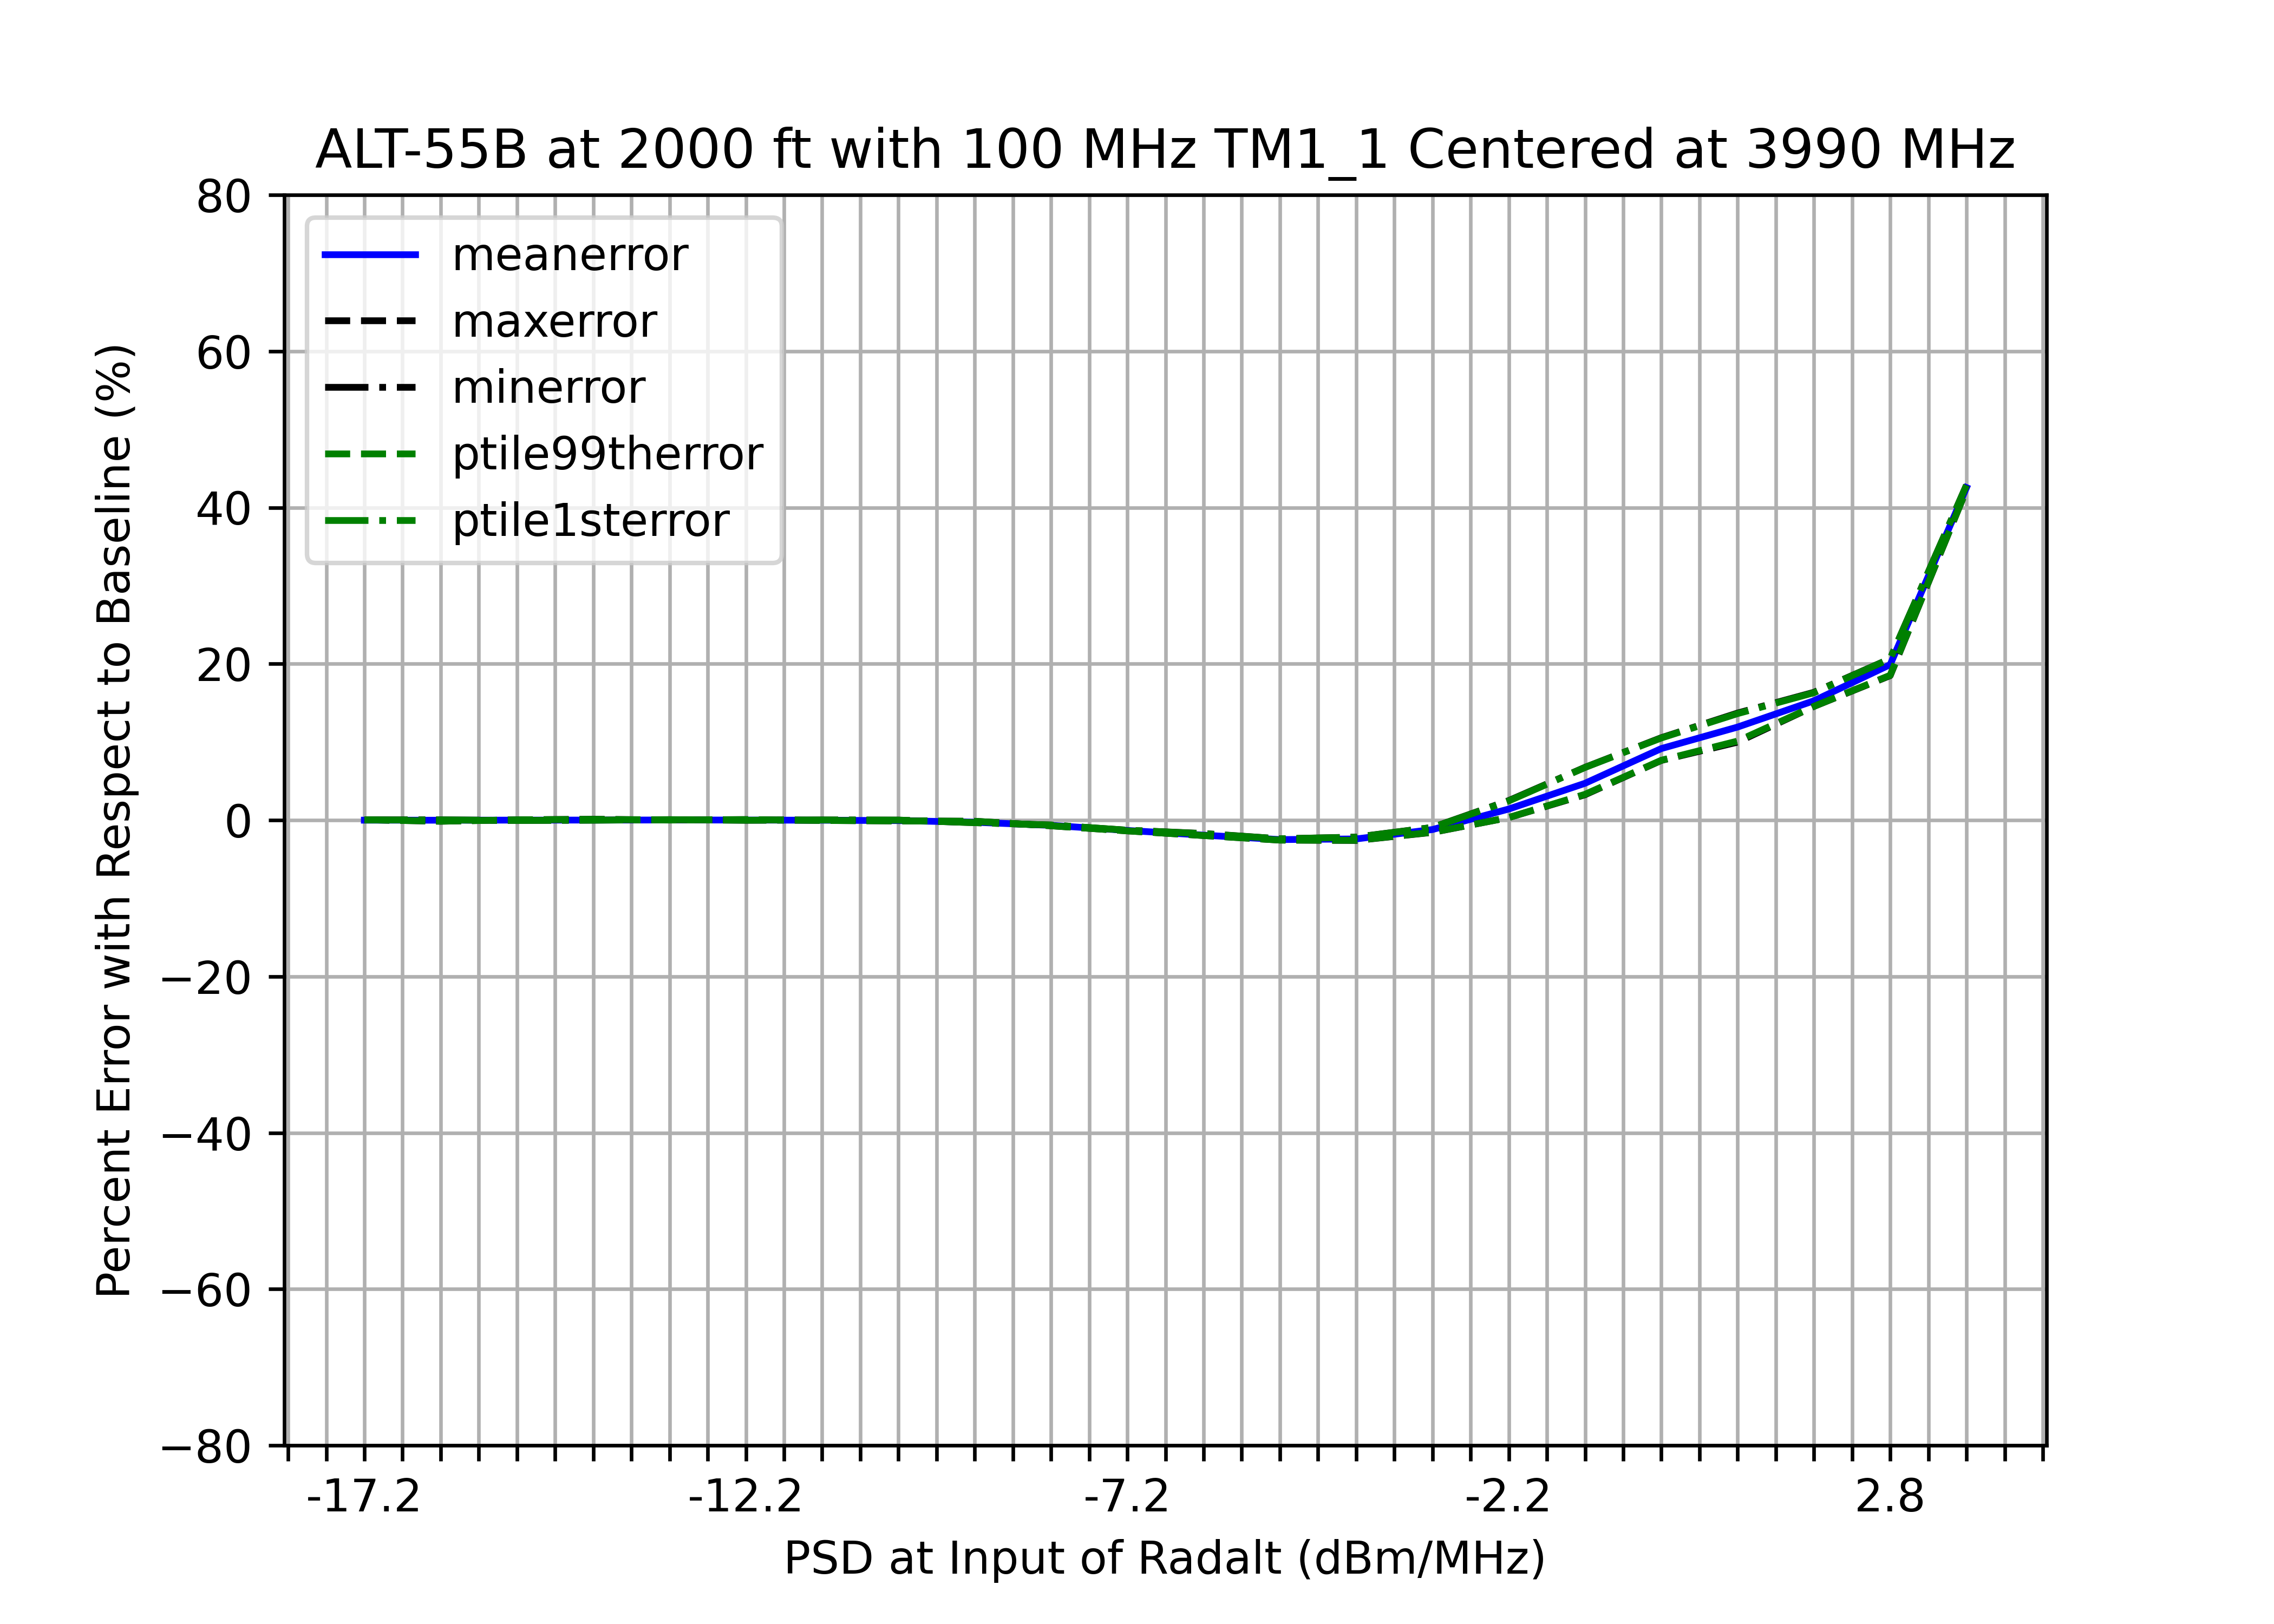 ALT-55B at 2000 ft with 100 MHz TM1_1 Centered at 3990 MHz
80
60
40
20
0
−20
−40
−60
−80
Percent Error with Respect to Baseline (%)
meanerror
maxerror
minerror
ptile99therror
ptile1sterror
-17.2 -12.2 -7.2 -2.2 2.8
PSD at Input of Radalt (dBm/MHz)